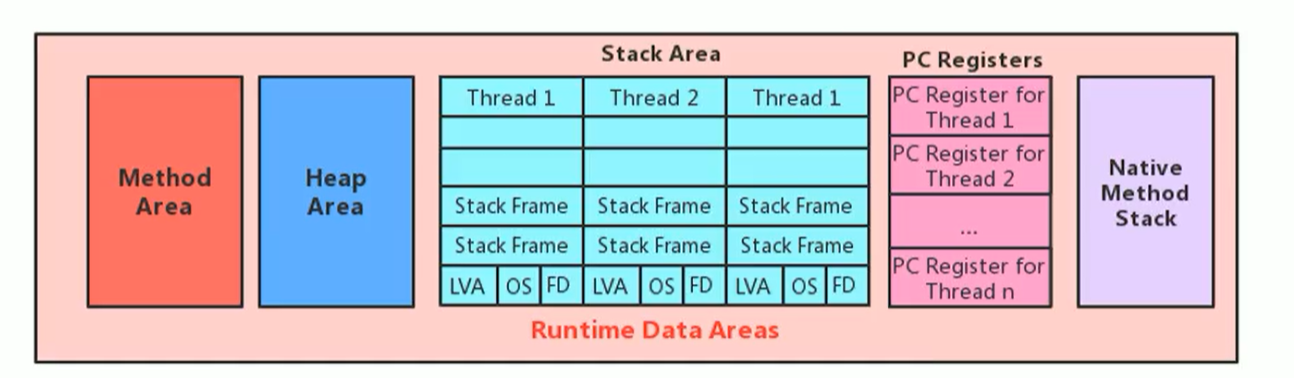 Stack Area
PC Registers
Method
Area
Heap
Area
Thread 1
Thread 2
Thread 1
Stack Frame
Stack Frame
Stack Frame
Stack Frame
Stack Frame
Stack Frame
LVA
OS
FD
LVA
OS
FD
LVA
OS
FD
PC Register for
Thread 1
PC Register for
Thread 2
...
PC Register for
Thread n
Native
Method
Stack
Runtime Data Areas